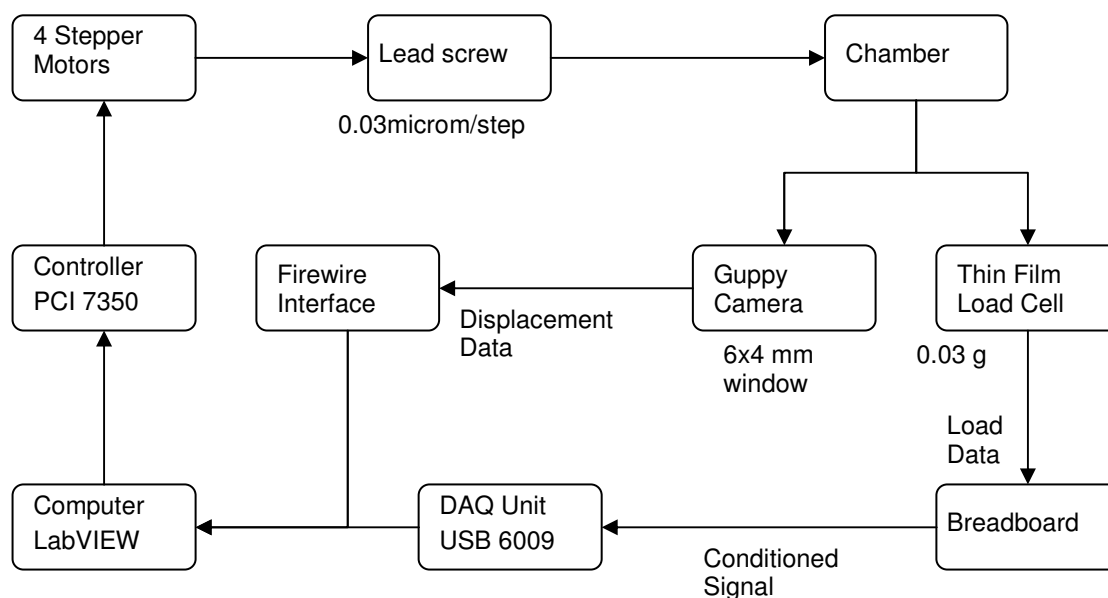 4 Stepper
Motors
Lead screw
0.03microm/step
Chamber
Controller
PCI 7350
Firewire
Interface
Displacement
Data
Guppy
Camera
6x4 mm
window
Thin Film
Load Cell
0.03 g
Load
Data
Computer
LabVIEW
DAQ Unit
USB 6009
Conditioned
Signal
Breadboard